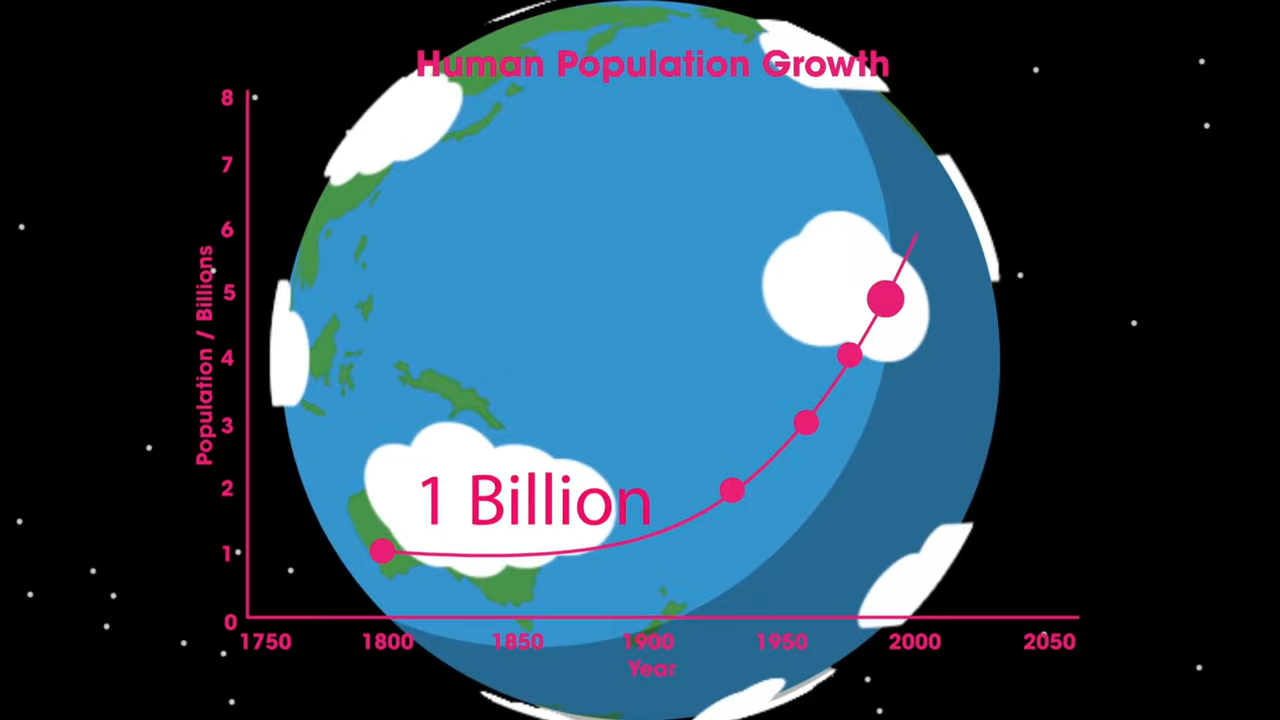 Human Population Growth
8
7
6
5
4
3
2
1
0
Population / Billions
1 Billion
1750 1800 1850 1900 1950 2000 2050
Year